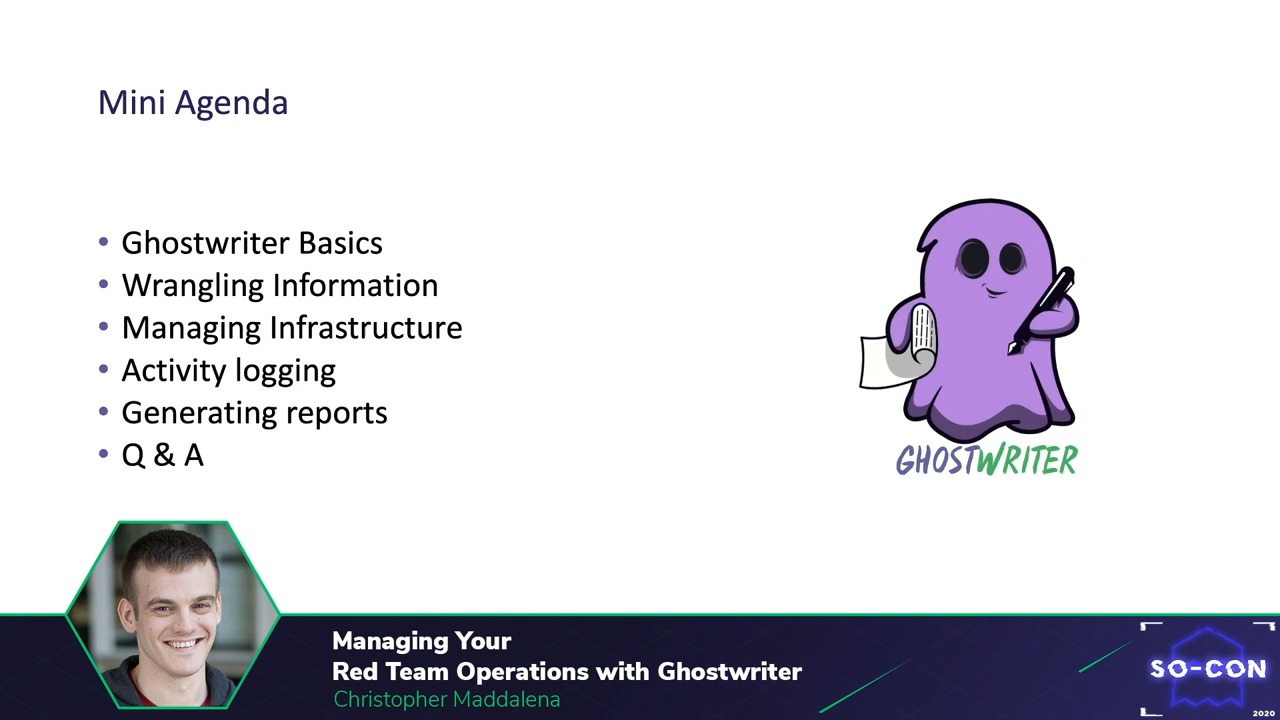 Mini Agenda
• Ghostwriter Basics
• Wrangling Information
• Managing Infrastructure
• Activity logging
• Generating reports
• Q & A
GHOSTWRITER
Managing Your
Red Team Operations with Ghostwriter
Christopher Maddalena
SO-CON
2020